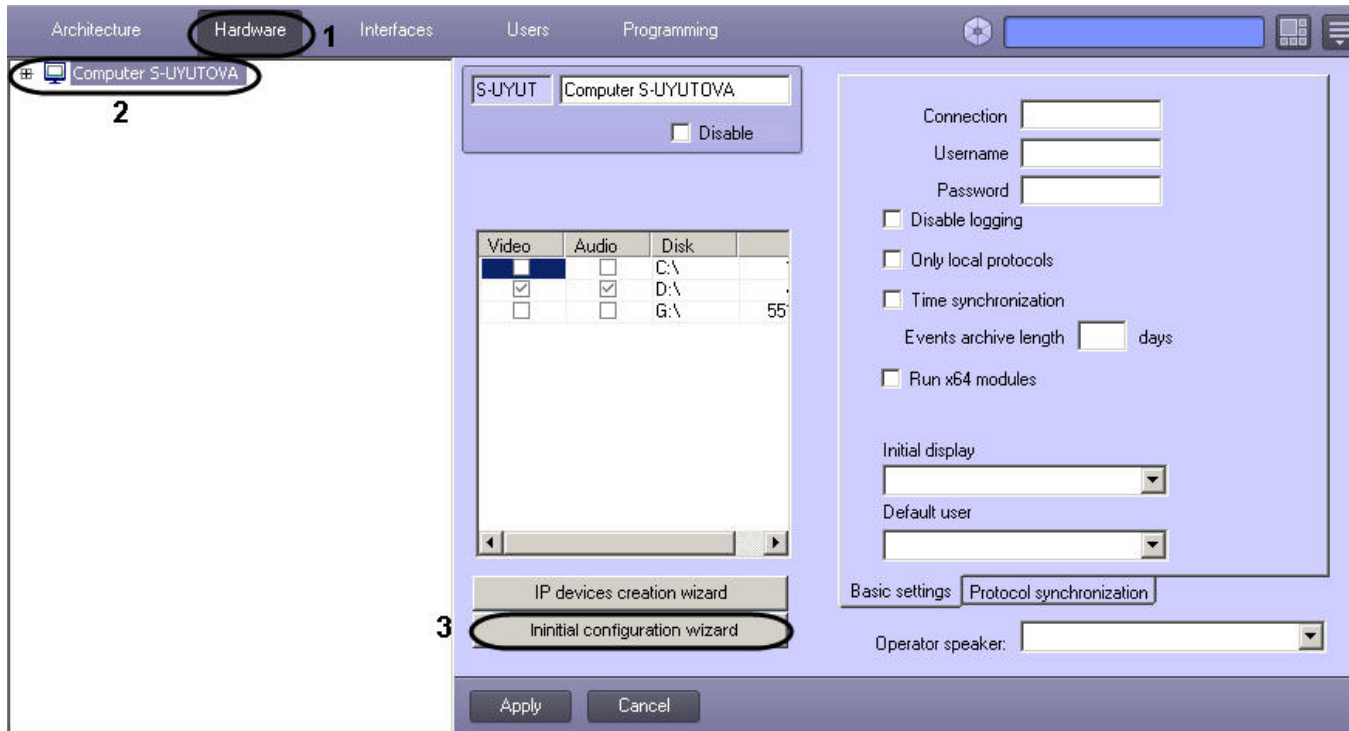 Architecture Hardware 1 Interfaces Users Programming
Computer S-UYUTOVA
2
S-UYUT Computer S-UYUTOVA
Disable
Video Audio Disk
C:\
D:\
G:\ 55
IP devices creation wizard
3 Ininitial configuration wizard
Connection
Username
Password
Disable logging
Only local protocols
Time synchronization
Events archive length days
Run x64 modules
Initial display
Default user
Basic settings Protocol synchronization
Operator speaker:
Apply Cancel